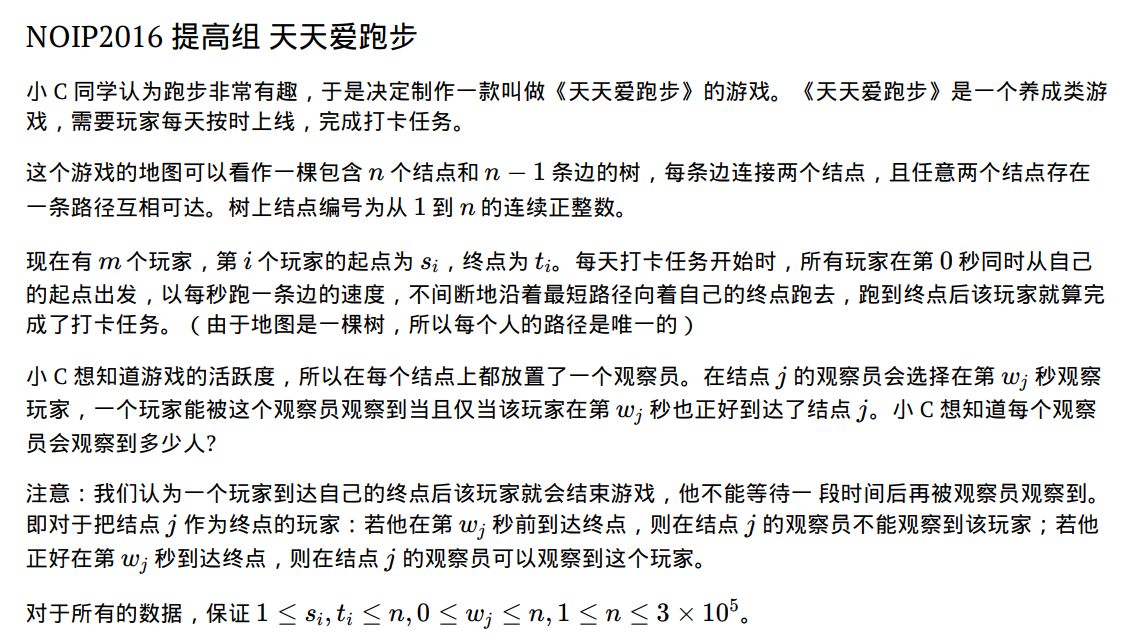 NOIP2016 提高组 天天爱跑步
小 C 同学认为跑步非常有趣，于是决定制作一款叫做《天天爱跑步》的游戏。《天天爱跑步》是一个养成类游
戏，需要玩家每天按时上线，完成打卡任务。
这个游戏的地图可以看作一棵包含 n 个结点和 n − 1 条边的树，每条边连接两个结点，且任意两个结点存在
一条路径互相可达。树上结点编号为从 1 到 n 的连续正整数。
现在有 m 个玩家，第 i 个玩家的起点为 s_i，终点为 t_i。每天打卡任务开始时，所有玩家在第 0 秒同时从自己
的起点出发，以每秒跑一条边的速度，不间断地沿着最短路径向着自己的终点跑去，跑到终点后该玩家就算完
成了打卡任务。（由于地图是一棵树，所以每个人的路径是唯一的）
小 C 想知道游戏的活跃度，所以在每个结点上都放置了一个观察员。在结点 j 的观察员会选择在第 w_j 秒观察
玩家，一个玩家能被这个观察员观察到当且仅当该玩家在第 w_j 秒也正好到达了结点 j。小 C 想知道每个观察
员会观察到多少人?
注意：我们认为一个玩家到达自己的终点后该玩家就会结束游戏，他不能等待一 段时间后再被观察员观察到。
即对于把结点 j 作为终点的玩家：若他在第 w_j 秒前到达终点，则在结点 j 的观察员不能观察到该玩家；若他
正好在第 w_j 秒到达终点，则在结点 j 的观察员可以观察到这个玩家。
对于所有的数据，保证 1 ≤ s_i, t_i ≤ n, 0 ≤ w_j ≤ n, 1 ≤ n ≤ 3 × 10^5。